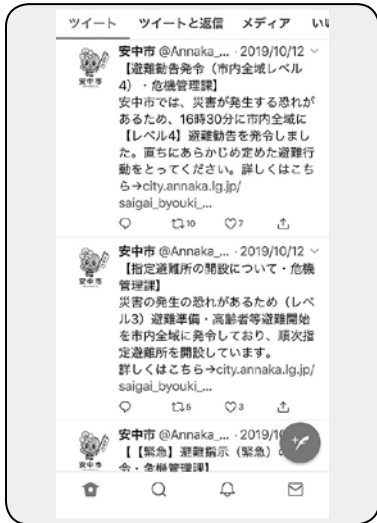 ツイート ツイートと返信 メディア いい
安中市 @Annaka_... · 2019/10/12
【避難勧告発令（市内全域レベル
4）・危機管理課】
安中市では、災害が発生する恐れが
あるため、16時30分に市内全域に
【レベル4】避難勧告を発令しまし
た。直ちにあらかじめ定めた避難行
動をとってください。詳しくはこち
ら→city.annaka.lg.jp/
saigai_byouki_...
10 7
安中市
安中市 @Annaka_... · 2019/10/12
【指定避難所の開設について・危機
管理課】
災害の発生の恐れがあるため（レベ
ル3）避難準備・高齢者等避難開始
を市内全域に発令しており、順次指
定避難所を開設しています。
詳しくはこちら→city.annaka.lg.jp/
saigai_byouki_...
6 3
安中市
安中市 @Annaka_... · 2019/10
【【緊急】避難指示（緊急）の
令・危機管理課】
安中市